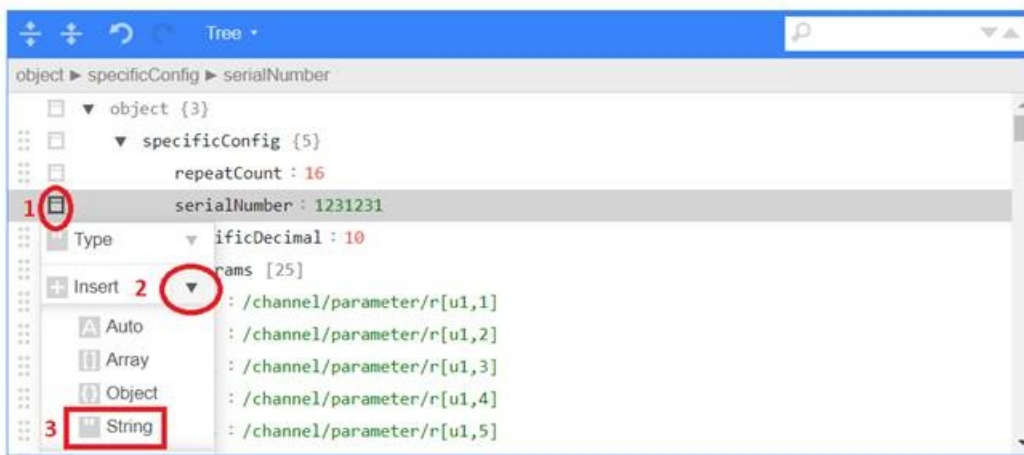 Tree
object ▶ specificConfig ▶ serialNumber
object {3}
specificConfig {5}
repeatCount : 16
1 serialNumber : 1231231
Type ificDecimal : 10
rams [25]
Insert 2 : /channel/parameter/r[u1,1]
Auto : /channel/parameter/r[u1,2]
Array : /channel/parameter/r[u1,3]
Object : /channel/parameter/r[u1,4]
3 String : /channel/parameter/r[u1,5]